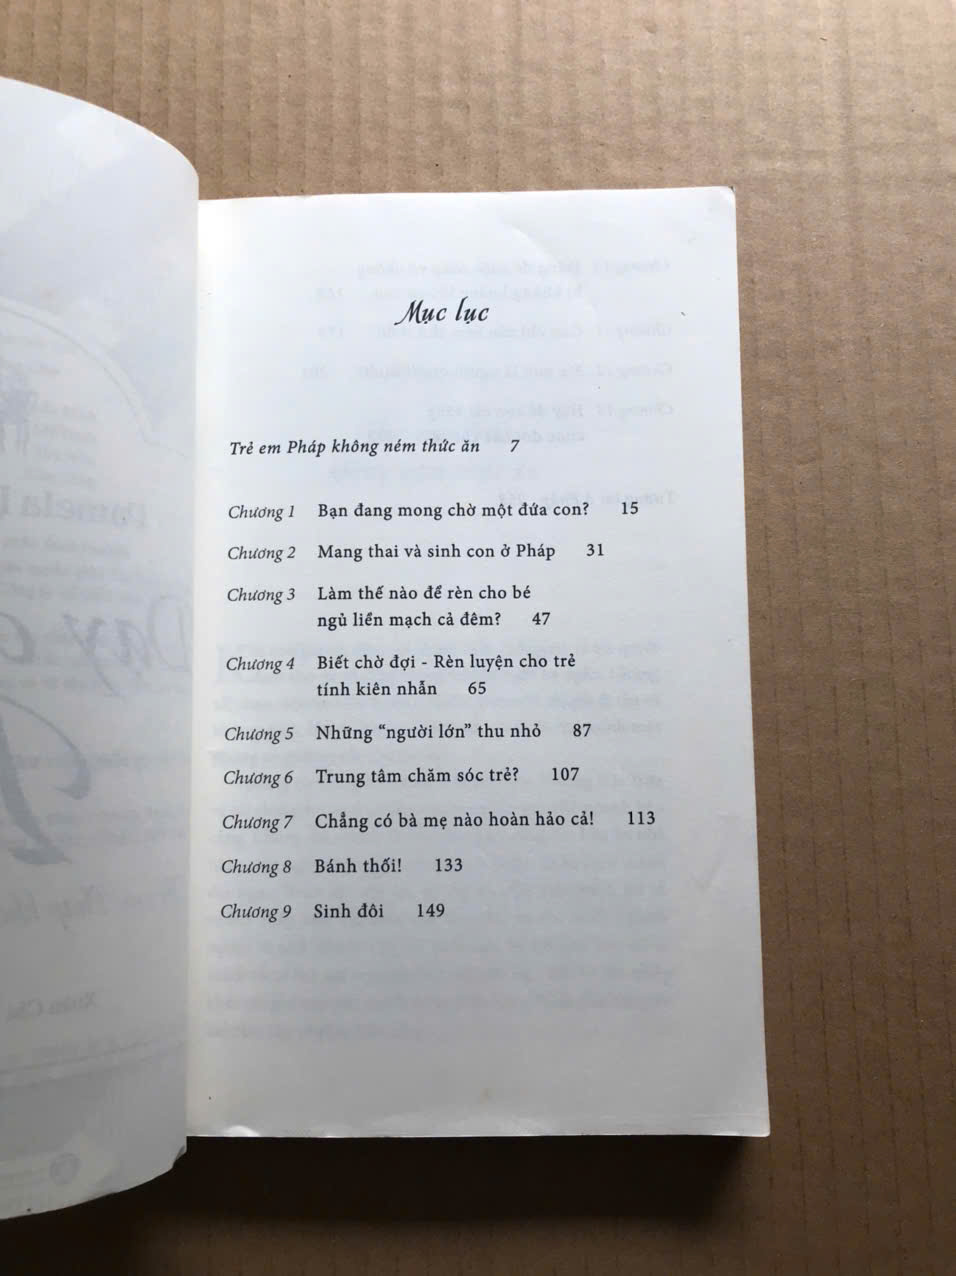 Mục lục
Trẻ em Pháp không ném thức ăn 7
Chương 1 Bạn đang mong chờ một đứa con? 15
Chương 2 Mang thai và sinh con ở Pháp 31
Chương 3 Làm thế nào để rèn cho bé
ngủ liền mạch cả đêm? 47
Chương 4 Biết chờ đợi - Rèn luyện cho trẻ
tính kiên nhẫn 65
Chương 5 Những “người lớn” thu nhỏ 87
Chương 6 Trung tâm chăm sóc trẻ? 107
Chương 7 Chẳng có bà mẹ nào hoàn hảo cả! 113
Chương 8 Bánh thối! 133
Chương 9 Sinh đôi 149